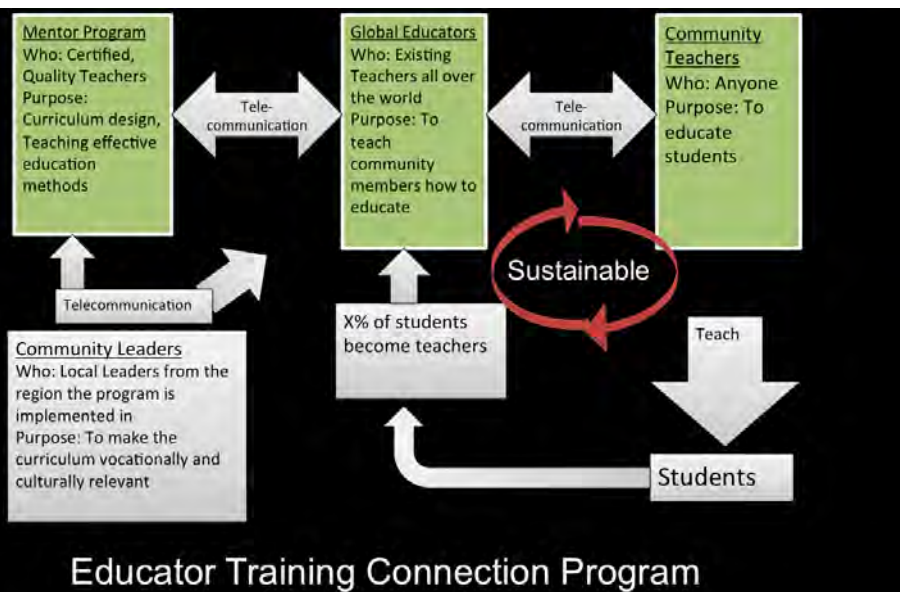 Mentor Program
Who: Certified,
Quality Teachers
Purpose:
Curriculum design,
Teaching effective
education
methods
Tele-
communication
Global Educators
Who: Existing
Teachers all over
the world
Purpose: To
teach
community
members how to
educate
Tele-
communication
Community
Teachers
Who: Anyone
Purpose: To
educate
students
Sustainable
Telecommunication
Community Leaders
Who: Local Leaders from the
region the program is
implemented in
Purpose: To make the
curriculum vocationally and
culturally relevant
X% of students
become teachers
Teach
Students
Educator Training Connection Program